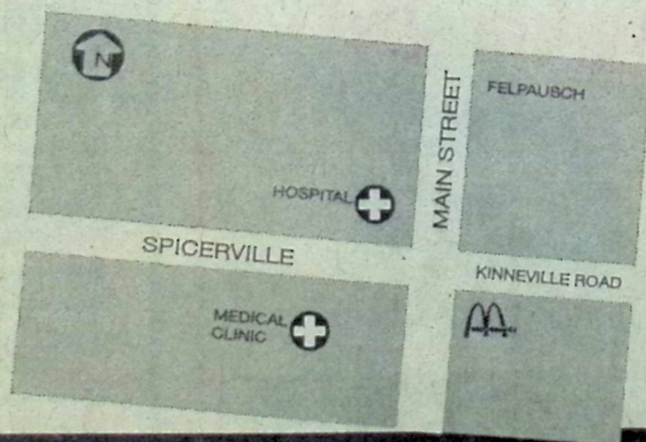 N
MAIN STREET
FELPAUSCH
HOSPITAL
SPICERVILLE
KINNEVILLE ROAD
MEDICAL
CLINIC